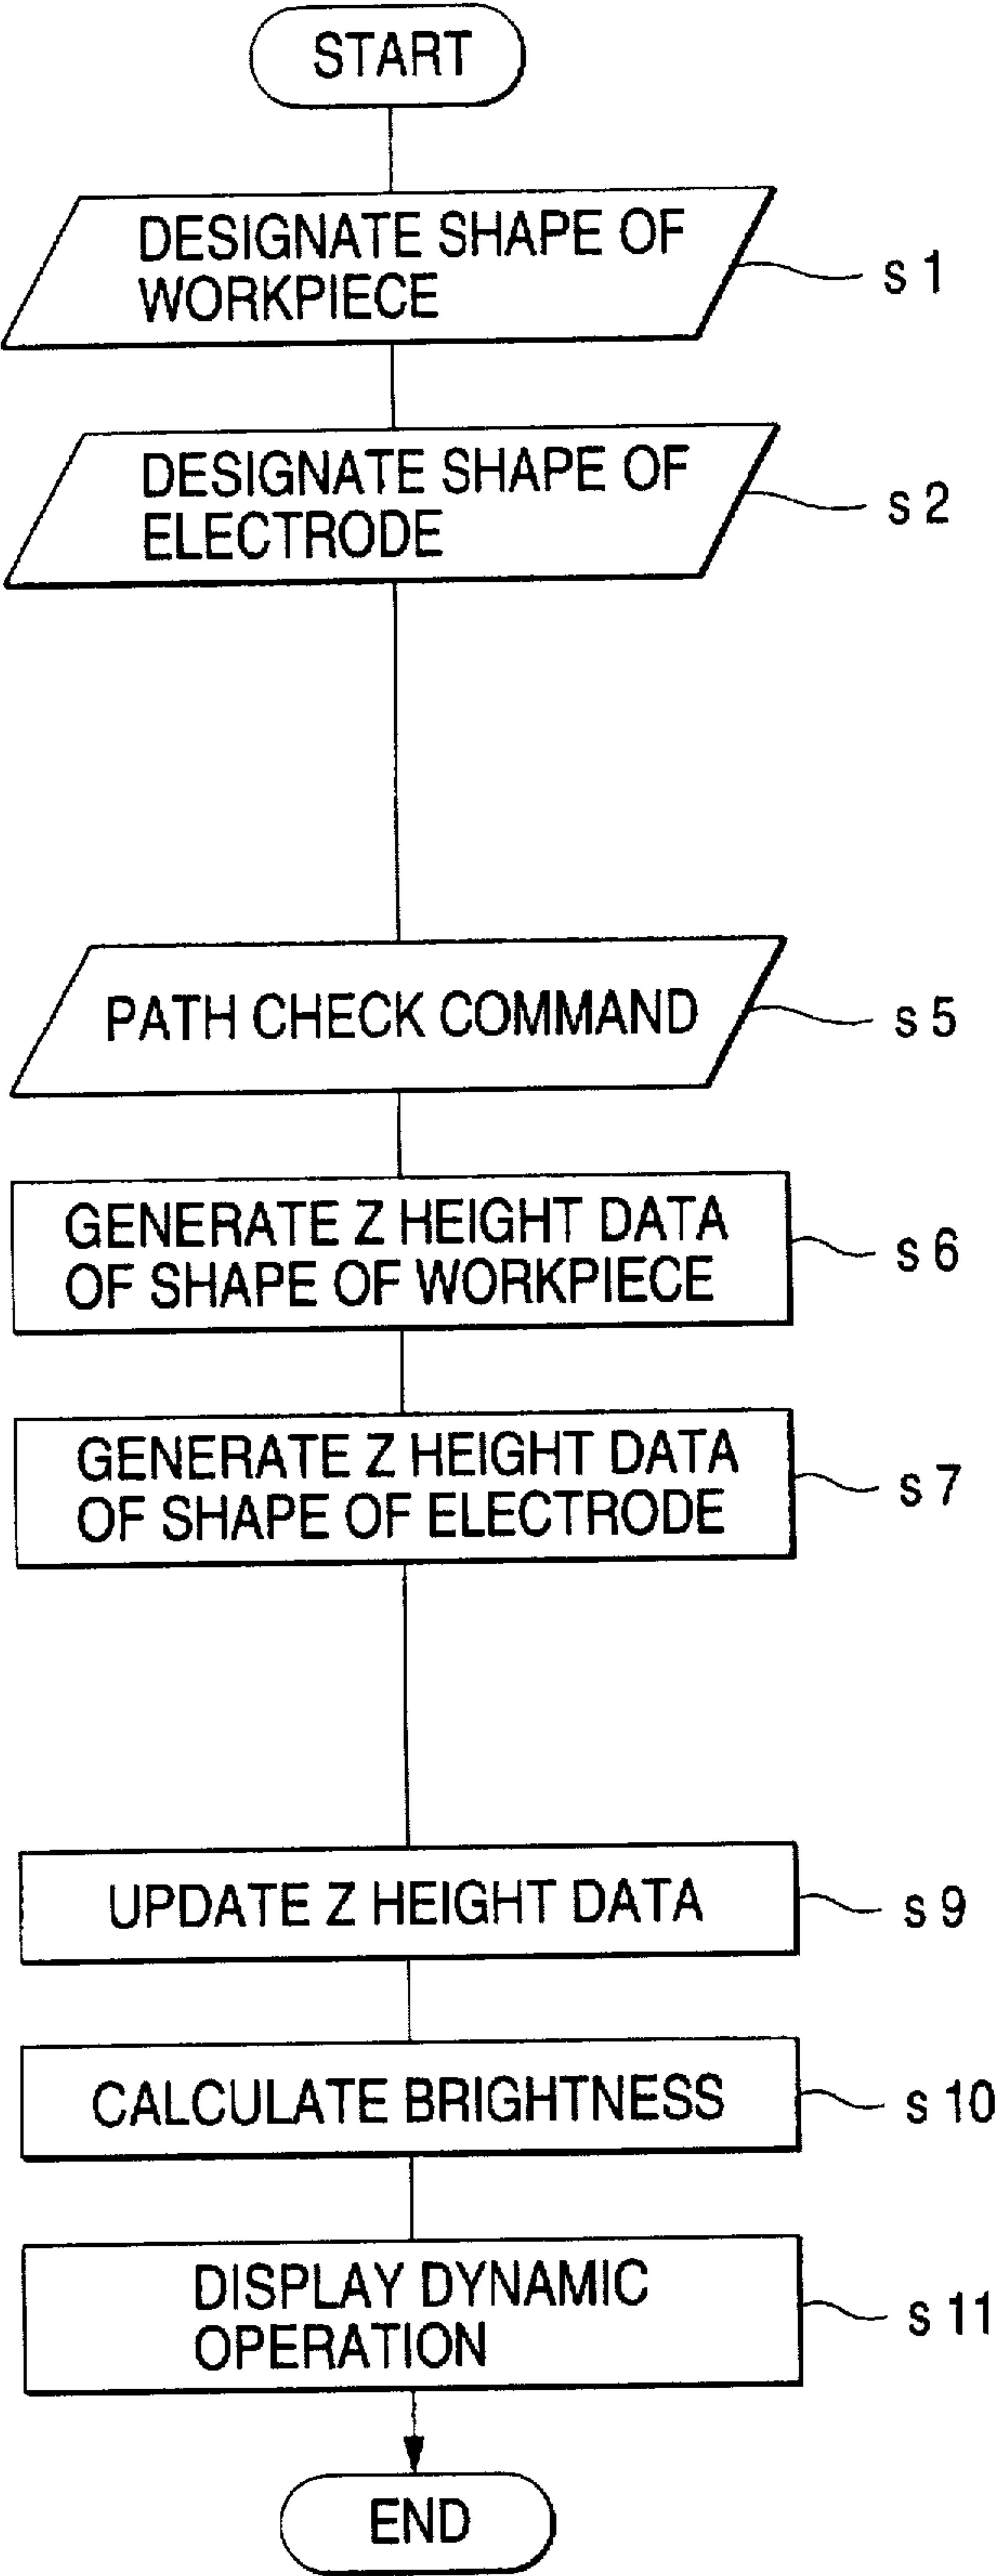 START
DESIGNATE SHAPE OF
WORKPIECE
s 1
DESIGNATE SHAPE OF
ELECTRODE
s 2
PATH CHECK COMMAND
s 5
GENERATE Z HEIGHT DATA
OF SHAPE OF WORKPIECE
s 6
GENERATE Z HEIGHT DATA
OF SHAPE OF ELECTRODE
s 7
UPDATE Z HEIGHT DATA
s 9
CALCULATE BRIGHTNESS
s 10
DISPLAY DYNAMIC
OPERATION
s 11
END